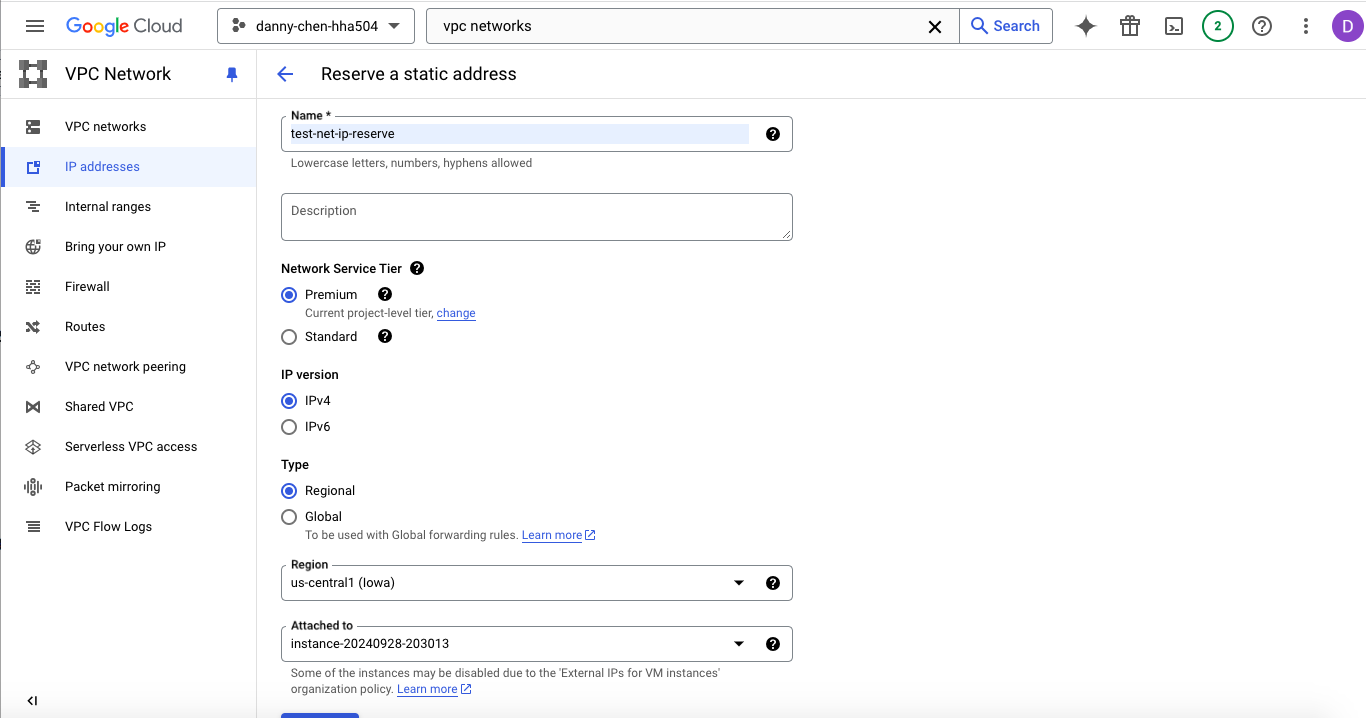 Google Cloud
danny-chen-hha504
vpc networks
Search
2
D
VPC Network
Reserve a static address
VPC networks
IP addresses
Internal ranges
Bring your own IP
Firewall
Routes
VPC network peering
Shared VPC
Serverless VPC access
Packet mirroring
VPC Flow Logs
Name *
test-net-ip-reserve
Lowercase letters, numbers, hyphens allowed
Description
Network Service Tier
Premium
Current project-level tier, change
Standard
IP version
IPv4
IPv6
Type
Regional
Global
To be used with Global forwarding rules. Learn more
Region
us-central1 (Iowa)
Attached to
instance-20240928-203013
Some of the instances may be disabled due to the 'External IPs for VM instances'
organization policy. Learn more